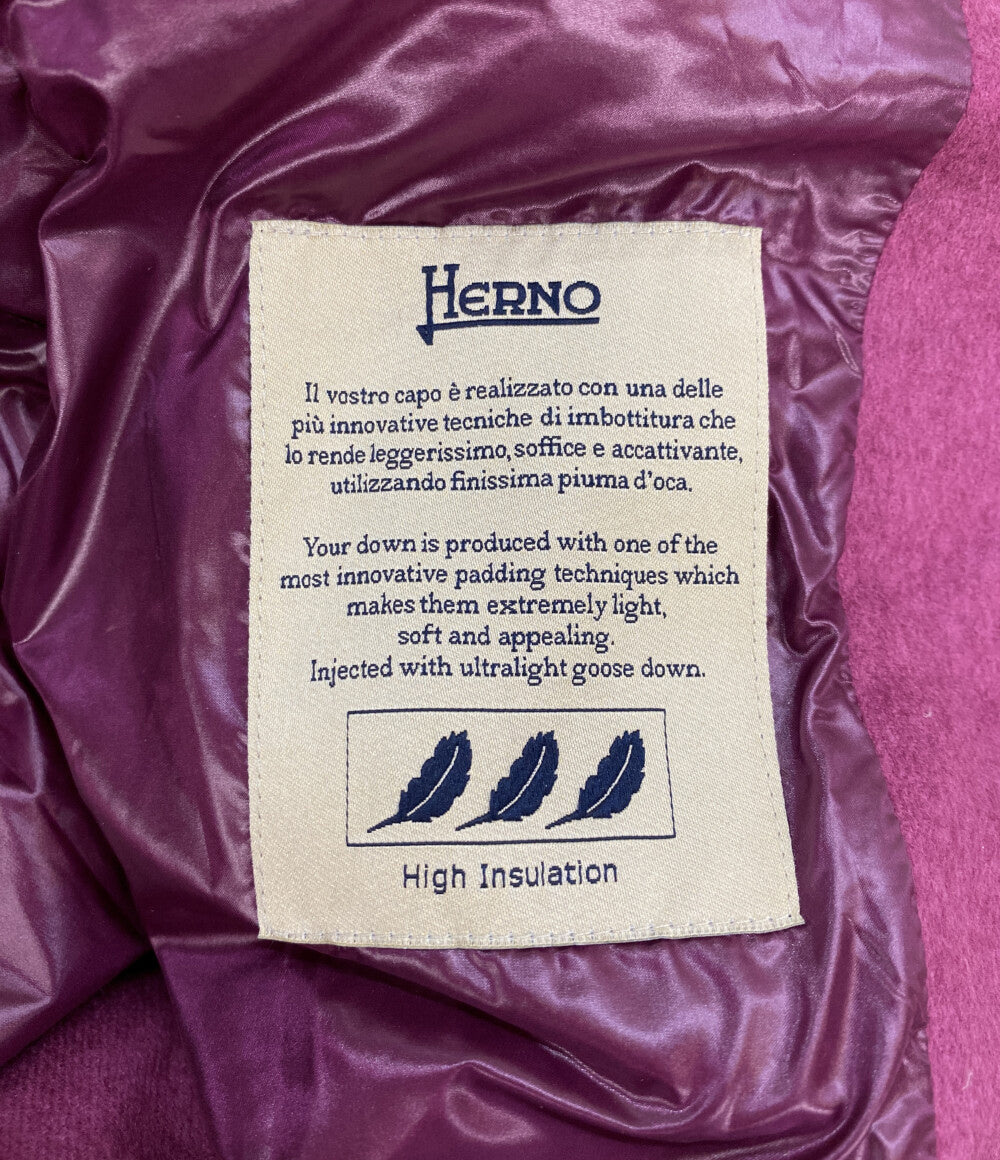 HERNO
Il vostro capo è realizzato con una delle
più innovative tecniche di imbottitura che
lo rende leggerissimo, soffice e accattivante,
utilizzando finissima piuma d'oca.
Your down is produced with one of the
most innovative padding techniques which
makes them extremely light,
soft and appealing.
Injected with ultralight goose down.
High Insulation